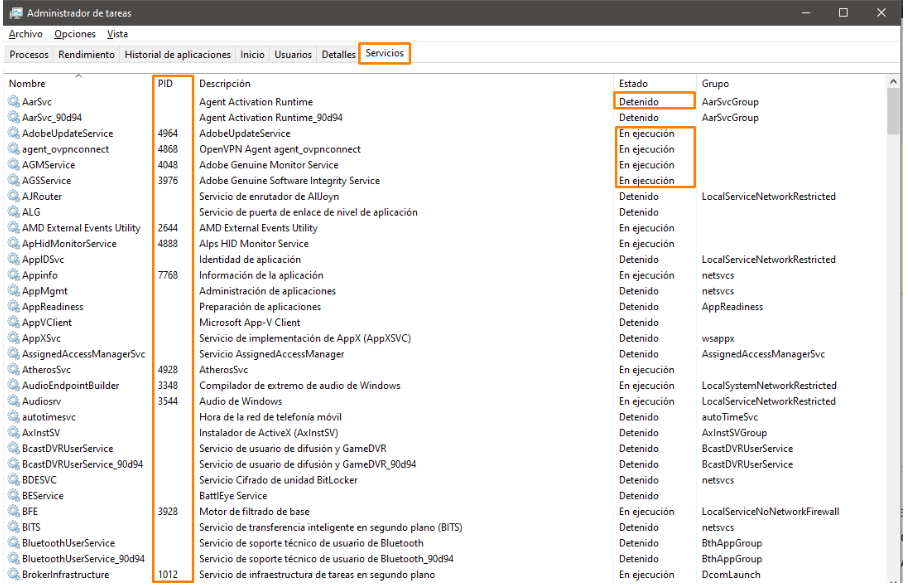 Administrador de tareas
Archivo Opciones Vista
Procesos Rendimiento Historial de aplicaciones Inicio Usuarios Detalles Servicios
Nombre PID Descripción Estado Grupo
AarSvc Agent Activation Runtime Detenido AarSvcGroup
AarSvc_90d94 Agent Activation Runtime_90d94 Detenido AarSvcGroup
AdobeUpdateService 4964 AdobeUpdateService En ejecución
agent_ovpnconnect 4868 OpenVPN Agent agent_ovpnconnect En ejecución
AGMService 4048 Adobe Genuine Monitor Service En ejecución
AGSService 3976 Adobe Genuine Software Integrity Service En ejecución
AJRouter Servicio de enrutador de AllJoyn Detenido LocalServiceNetworkRestricted
ALG Servicio de puerta de enlace de nivel de aplicación Detenido
AMD External Events Utility 2644 AMD External Events Utility En ejecución
ApHidMonitorService 4888 Alps HID Monitor Service En ejecución
AppIDSvc Identidad de aplicación Detenido LocalServiceNetworkRestricted
Appinfo 7768 Información de la aplicación En ejecución netsvcs
AppMgmt Administración de aplicaciones Detenido netsvcs
AppReadiness Preparación de aplicaciones Detenido AppReadiness
AppVClient Microsoft App-V Client Detenido
AppXSvc Servicio de implementación de AppX (AppXSVC) Detenido wsappx
AssignedAccessManagerSvc Servicio AssignedAccessManager Detenido AssignedAccessManagerSvc
AtherosSvc 4928 AtherosSvc En ejecución
AudioEndpointBuilder 3348 Compilador de extremo de audio de Windows En ejecución LocalSystemNetworkRestricted
Audiosrv 3544 Audio de Windows En ejecución LocalServiceNetworkRestricted
autotimesvc Hora de la red de telefonía móvil Detenido autoTimeSvc
AxInstSV Instalador de ActiveX (AxInstSV) Detenido AxInstSVGroup
BcastDVRUserService Servicio de usuario de difusión y GameDVR Detenido BcastDVRUserService
BcastDVRUserService_90d94 Servicio de usuario de difusión y GameDVR_90d94 Detenido BcastDVRUserService
BDESVC Servicio Cifrado de unidad BitLocker Detenido netsvcs
BEService BattlEye Service Detenido
BFE 3928 Motor de filtrado de base En ejecución LocalServiceNoNetworkFirewall
BITS Servicio de transferencia inteligente en segundo plano (BITS) Detenido netsvcs
BluetoothUserService Servicio de soporte técnico de usuario de Bluetooth Detenido BthAppGroup
BluetoothUserService_90d94 Servicio de soporte técnico de usuario de Bluetooth_90d94 Detenido BthAppGroup
BrokerInfrastructure 1012 Servicio de infraestructura de tareas en segundo plano En ejecución DcomLaunch